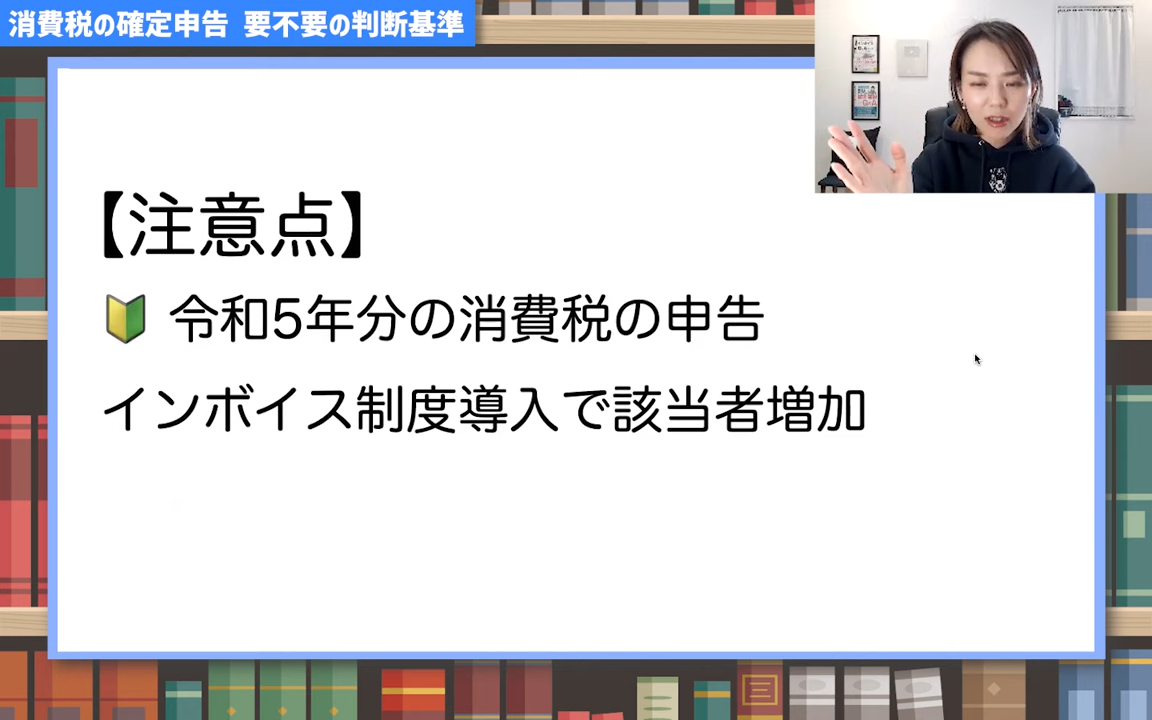 消費税の確定申告 要不要の判断基準
【注意点】
🔰 令和5年分の消費税の申告
インボイス制度導入で該当者増加